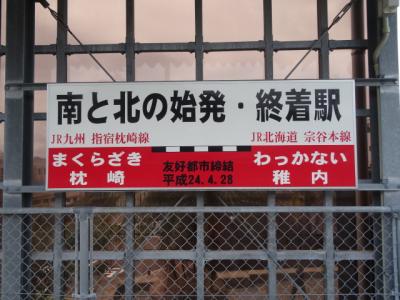 南と北の始発・終着駅
JR九州 指宿枕崎線
JR北海道 宗谷本線
まくらざき
枕崎
友好都市締結
平成24.4.28
わっかない
稚内